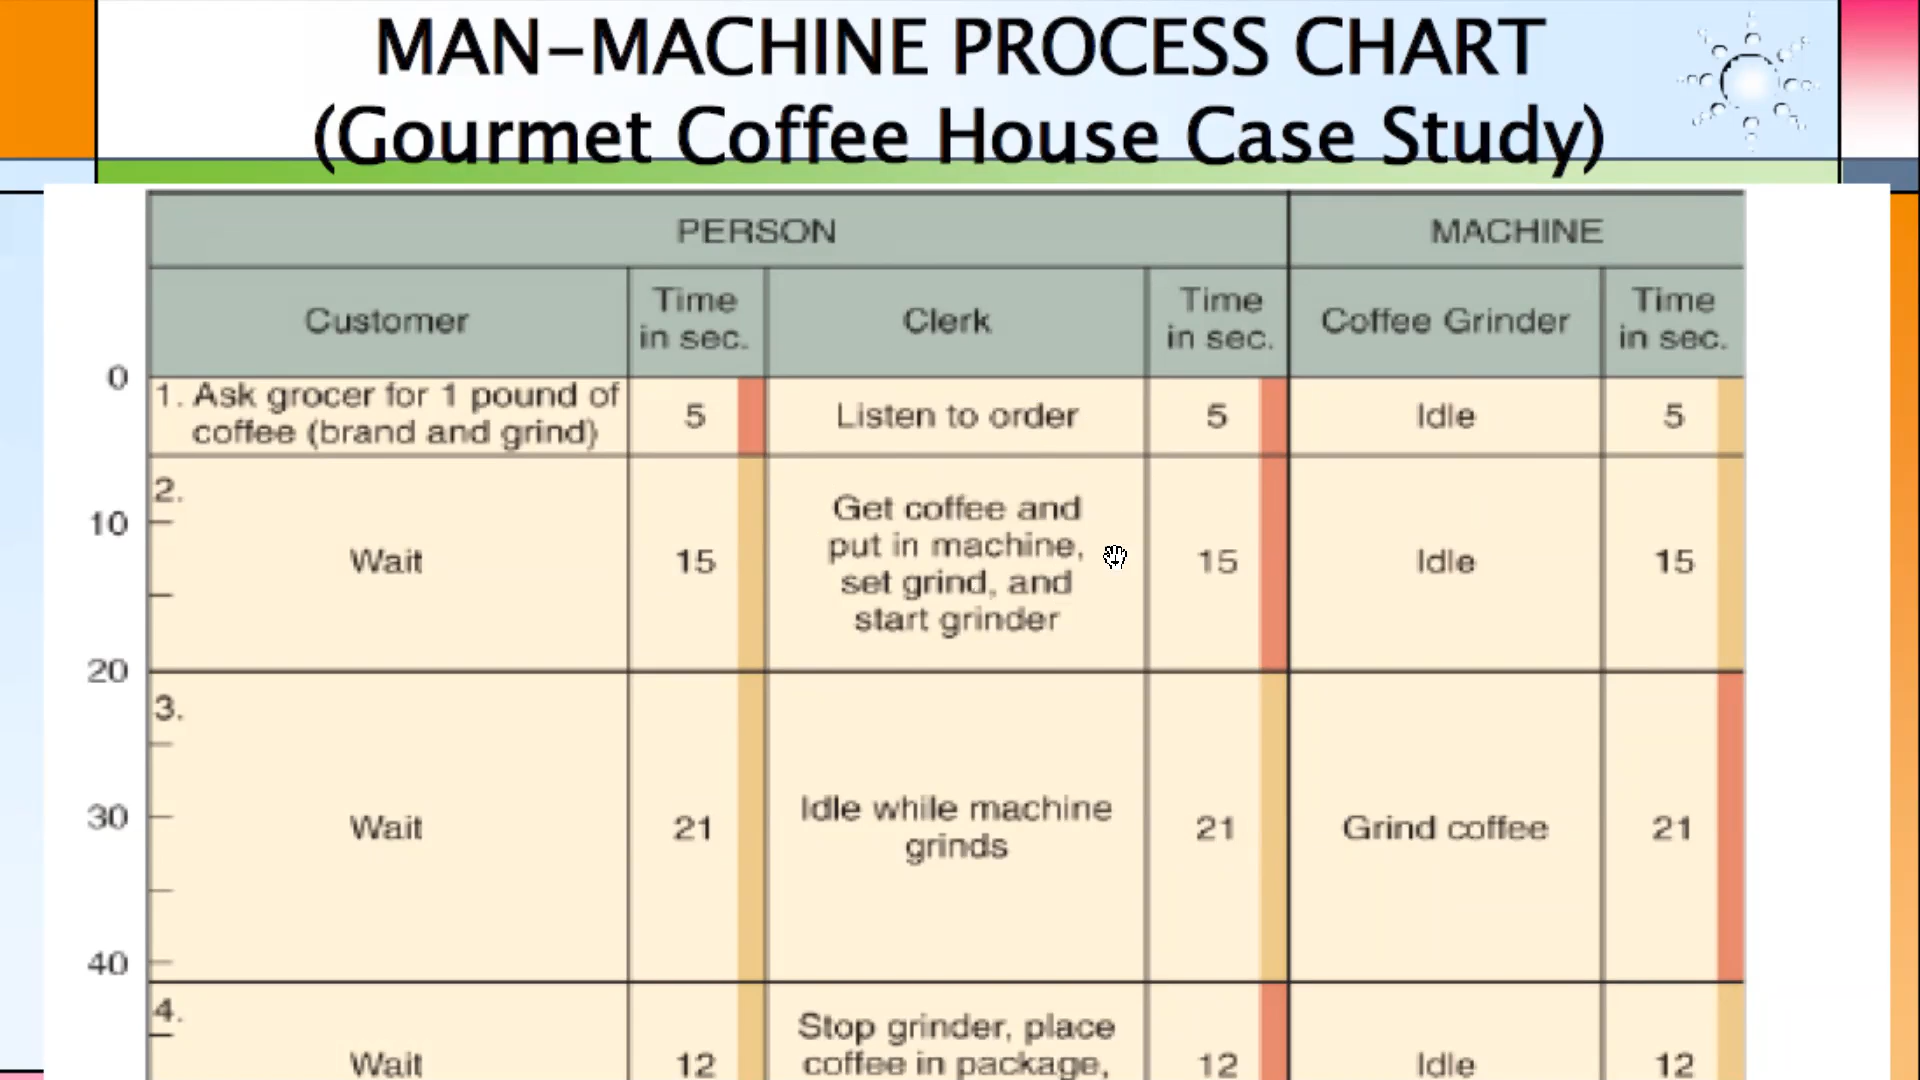 MAN–MACHINE PROCESS CHART
(Gourmet Coffee House Case Study)
PERSON
MACHINE
Customer
Time
in sec.
Clerk
Time
in sec.
Coffee Grinder
Time
in sec.
0
1. Ask grocer for 1 pound of
coffee (brand and grind)
5
Listen to order
5
Idle
5
2.
10
Wait
15
Get coffee and
put in machine,
set grind, and
start grinder
15
Idle
15
20
3.
30
Wait
21
Idle while machine
grinds
21
Grind coffee
21
40
4.
Wait
12
Stop grinder, place
coffee in package,
12
Idle
12